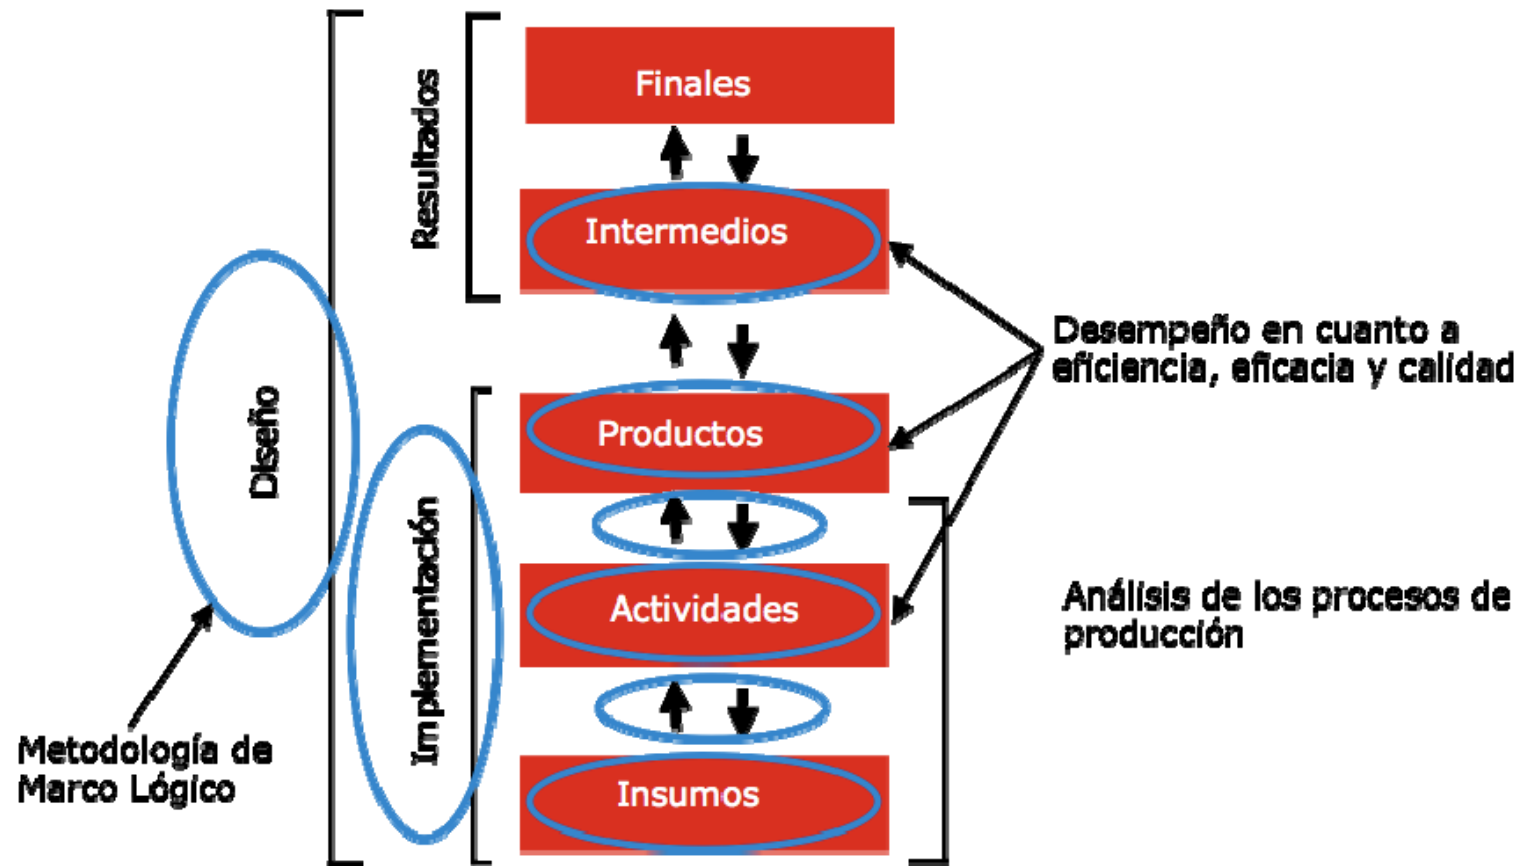 Finales
Resultados
Intermedios
Desempeño en cuanto a
eficiencia, eficacia y calidad
Diseño
Productos
Implementación
Actividades
Análisis de los procesos de
producción
Metodología de
Marco Lógico
Insumos